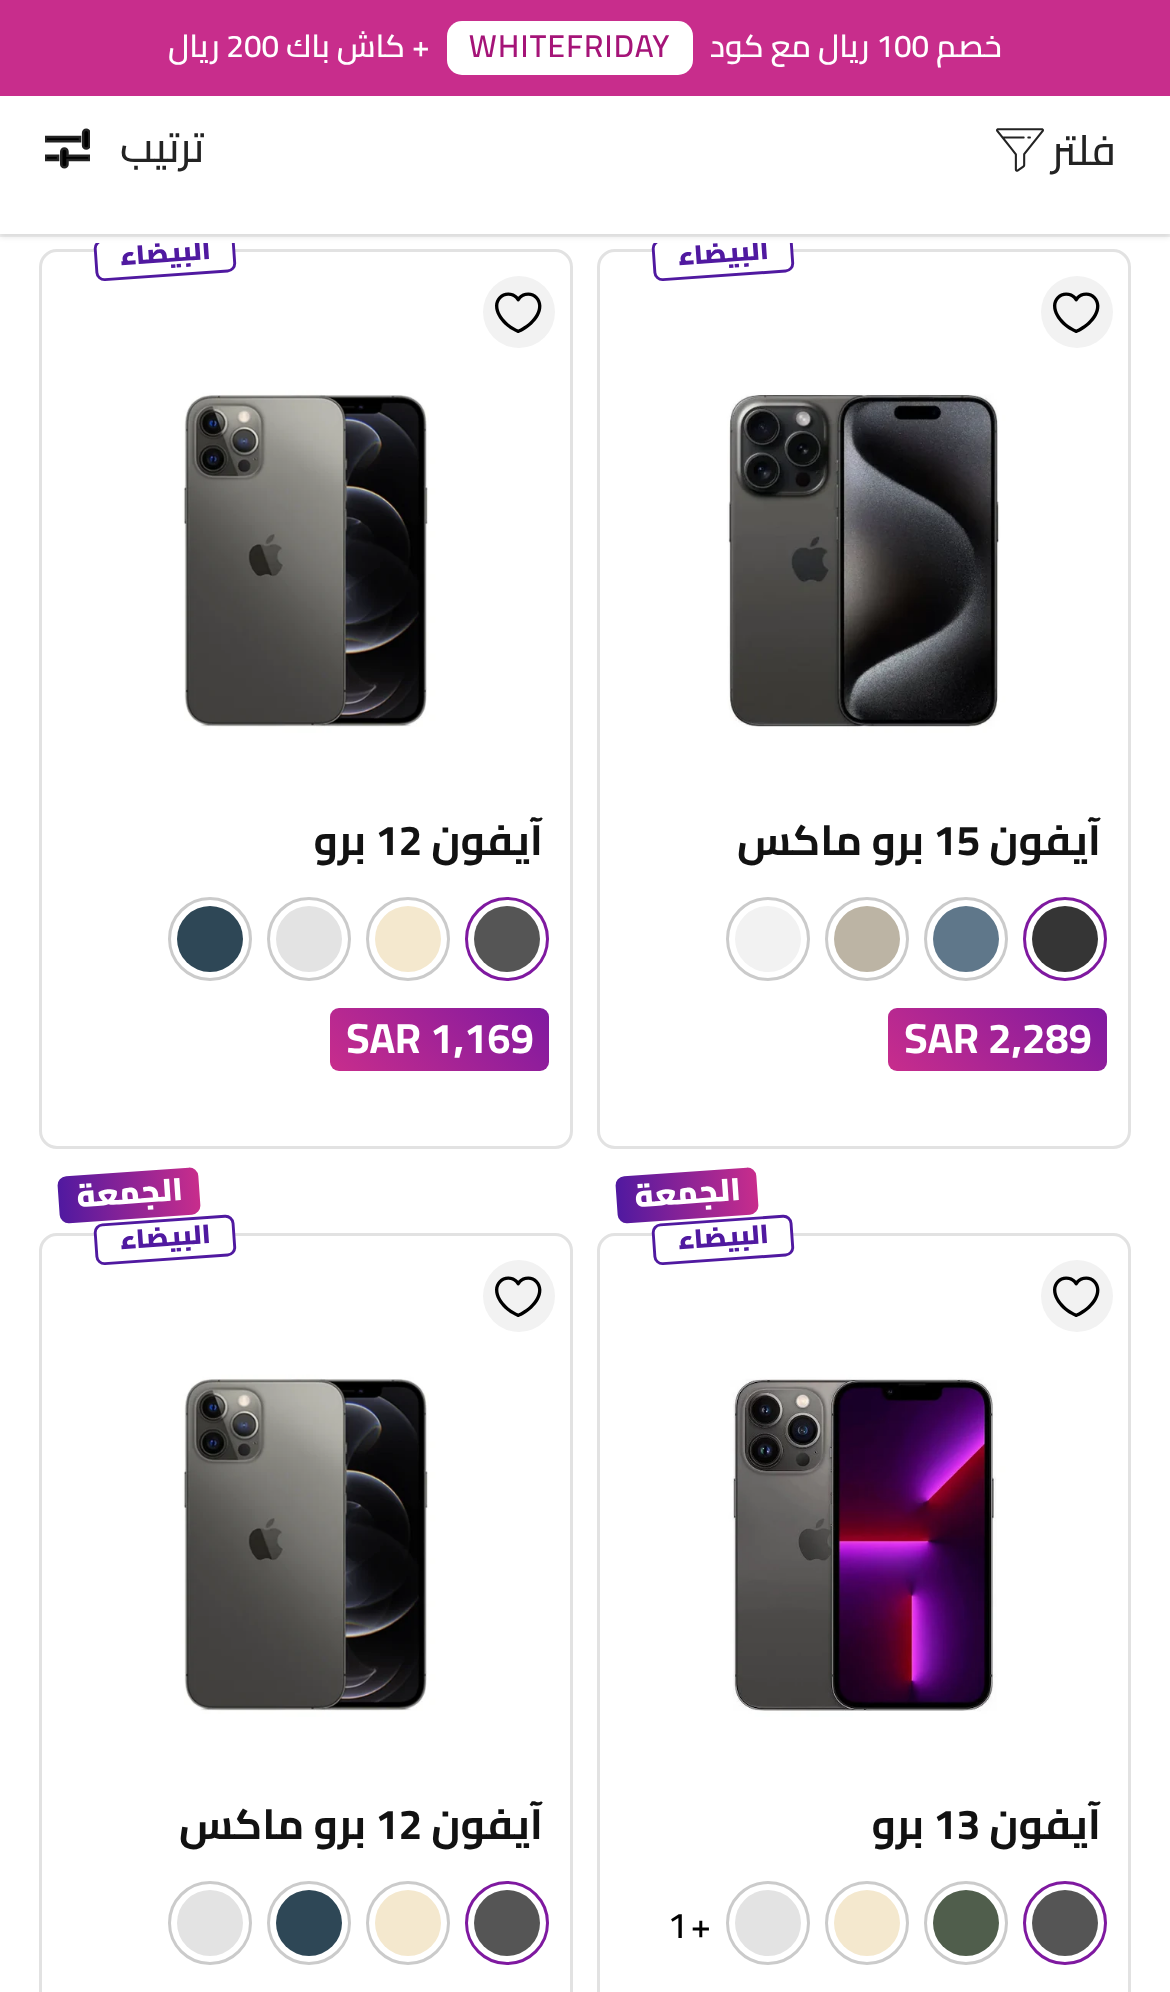 خصم 100 ريال مع كود WHITEFRIDAY + كاش باك 200 ريال
فلتر
ترتيب
البيضاء
البيضاء
آيفون 15 برو ماكس
SAR 2,289
آيفون 12 برو
SAR 1,169
الجمعة
البيضاء
الجمعة
البيضاء
آيفون 13 برو
+1
آيفون 12 برو ماكس